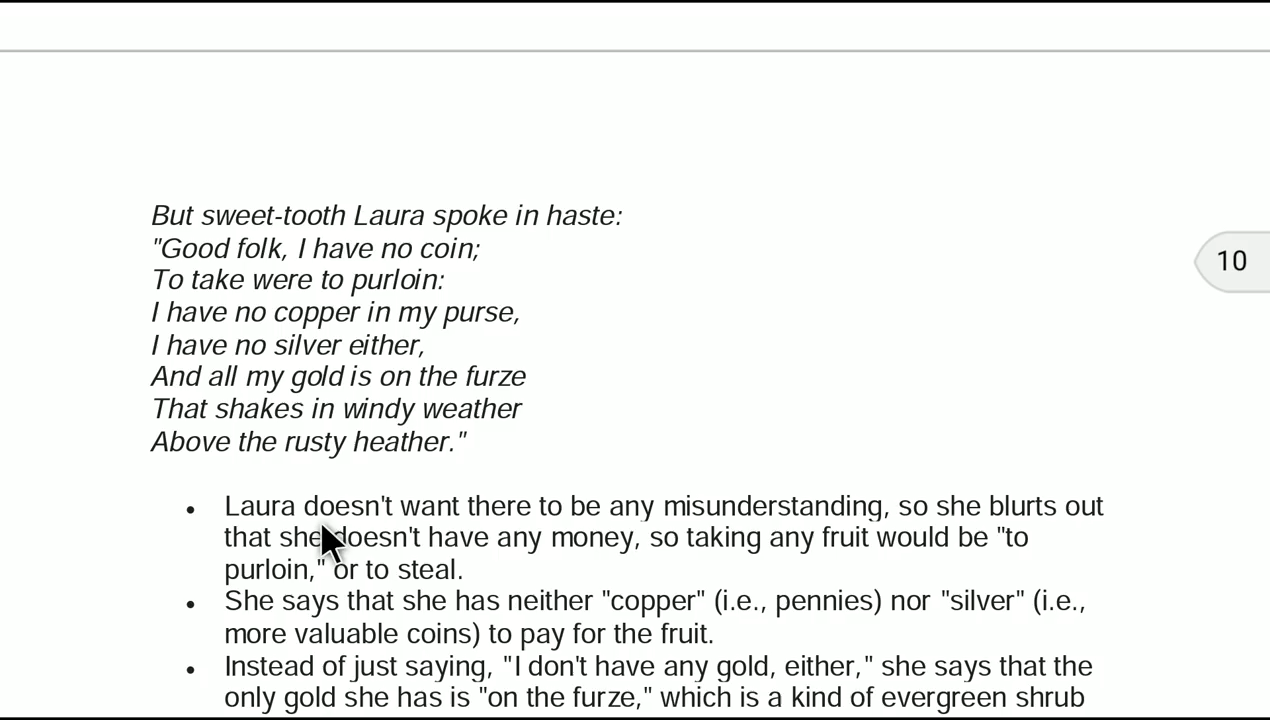 10
But sweet-tooth Laura spoke in haste:
"Good folk, I have no coin;
To take were to purloin:
I have no copper in my purse,
I have no silver either,
And all my gold is on the furze
That shakes in windy weather
Above the rusty heather."
• Laura doesn't want there to be any misunderstanding, so she blurts out
that she doesn't have any money, so taking any fruit would be "to
purloin," or to steal.
• She says that she has neither "copper" (i.e., pennies) nor "silver" (i.e.,
more valuable coins) to pay for the fruit.
• Instead of just saying, "I don't have any gold, either," she says that the
only gold she has is "on the furze," which is a kind of evergreen shrub